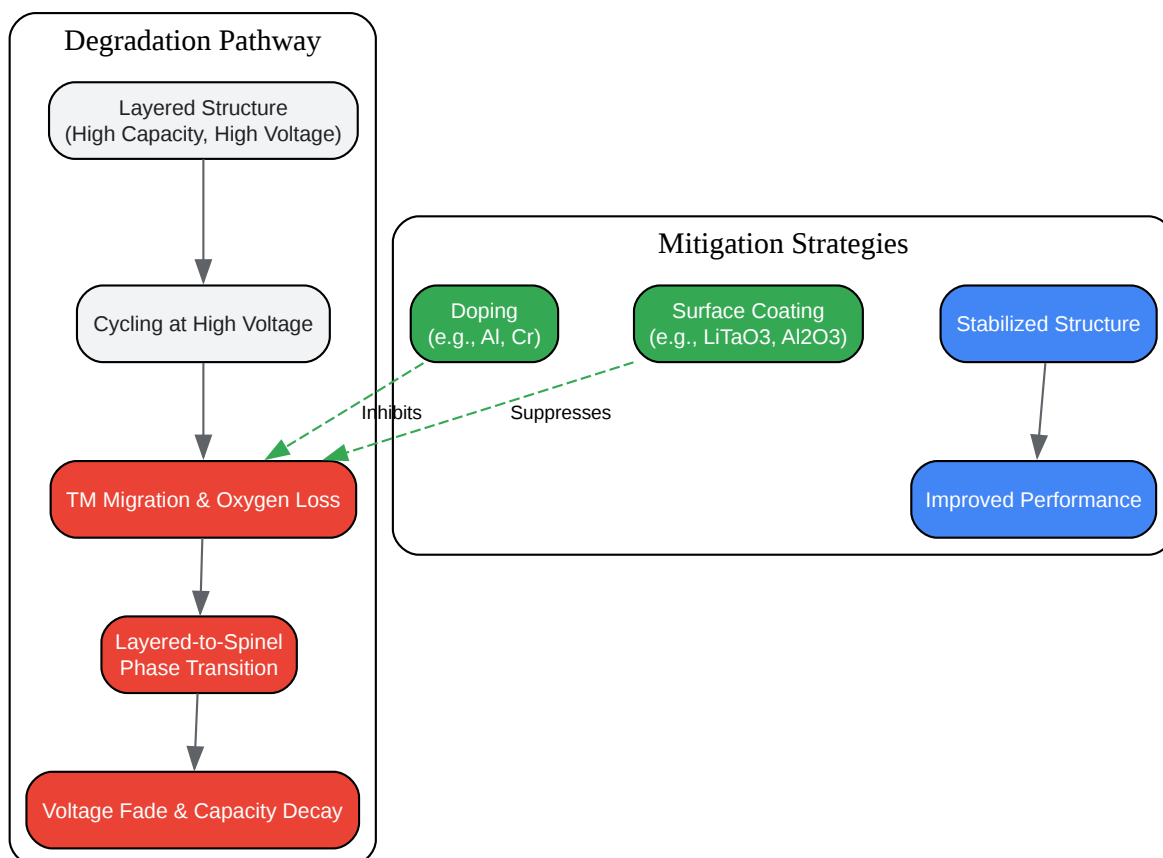 Degradation Pathway
Layered Structure
(High Capacity, High Voltage)
Cycling at High Voltage
TM Migration & Oxygen Loss
Layered-to-Spinel
Phase Transition
Voltage Fade & Capacity Decay
Mitigation Strategies
Doping
(e.g., Al, Cr)
Surface Coating
(e.g., LiTaO3, Al2O3)
Stabilized Structure
Inhibits
Suppresses
Improved Performance